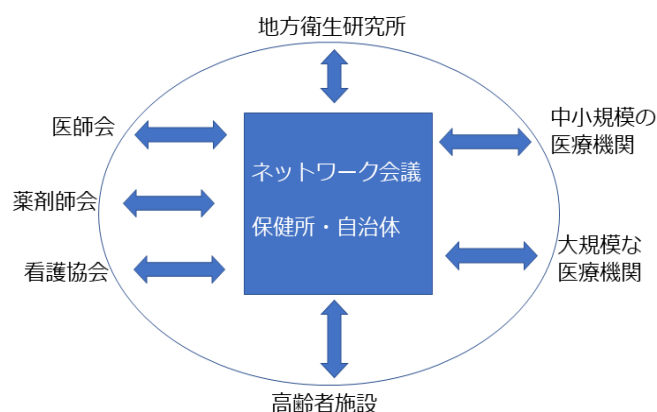 地方衛生研究所
医師会
中小規模の
医療機関
ネットワーク会議
薬剤師会
保健所・自治体
看護協会
大規模な
医療機関
高齢者施設